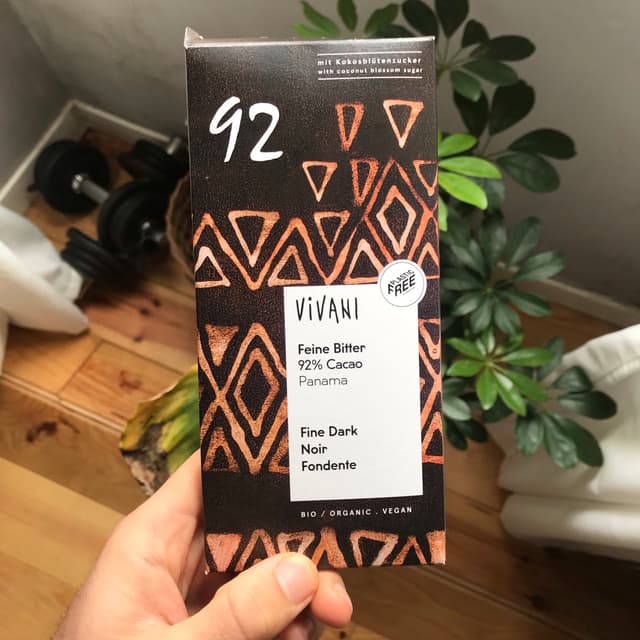 mit Kokosblütenzucker
with coconut blossom sugar
92
PLASTIC
FREE
ViVANI
Feine Bitter
92% Cacao
Panama
Fine Dark
Noir
Fondente
BIO / ORGANIC . VEGAN